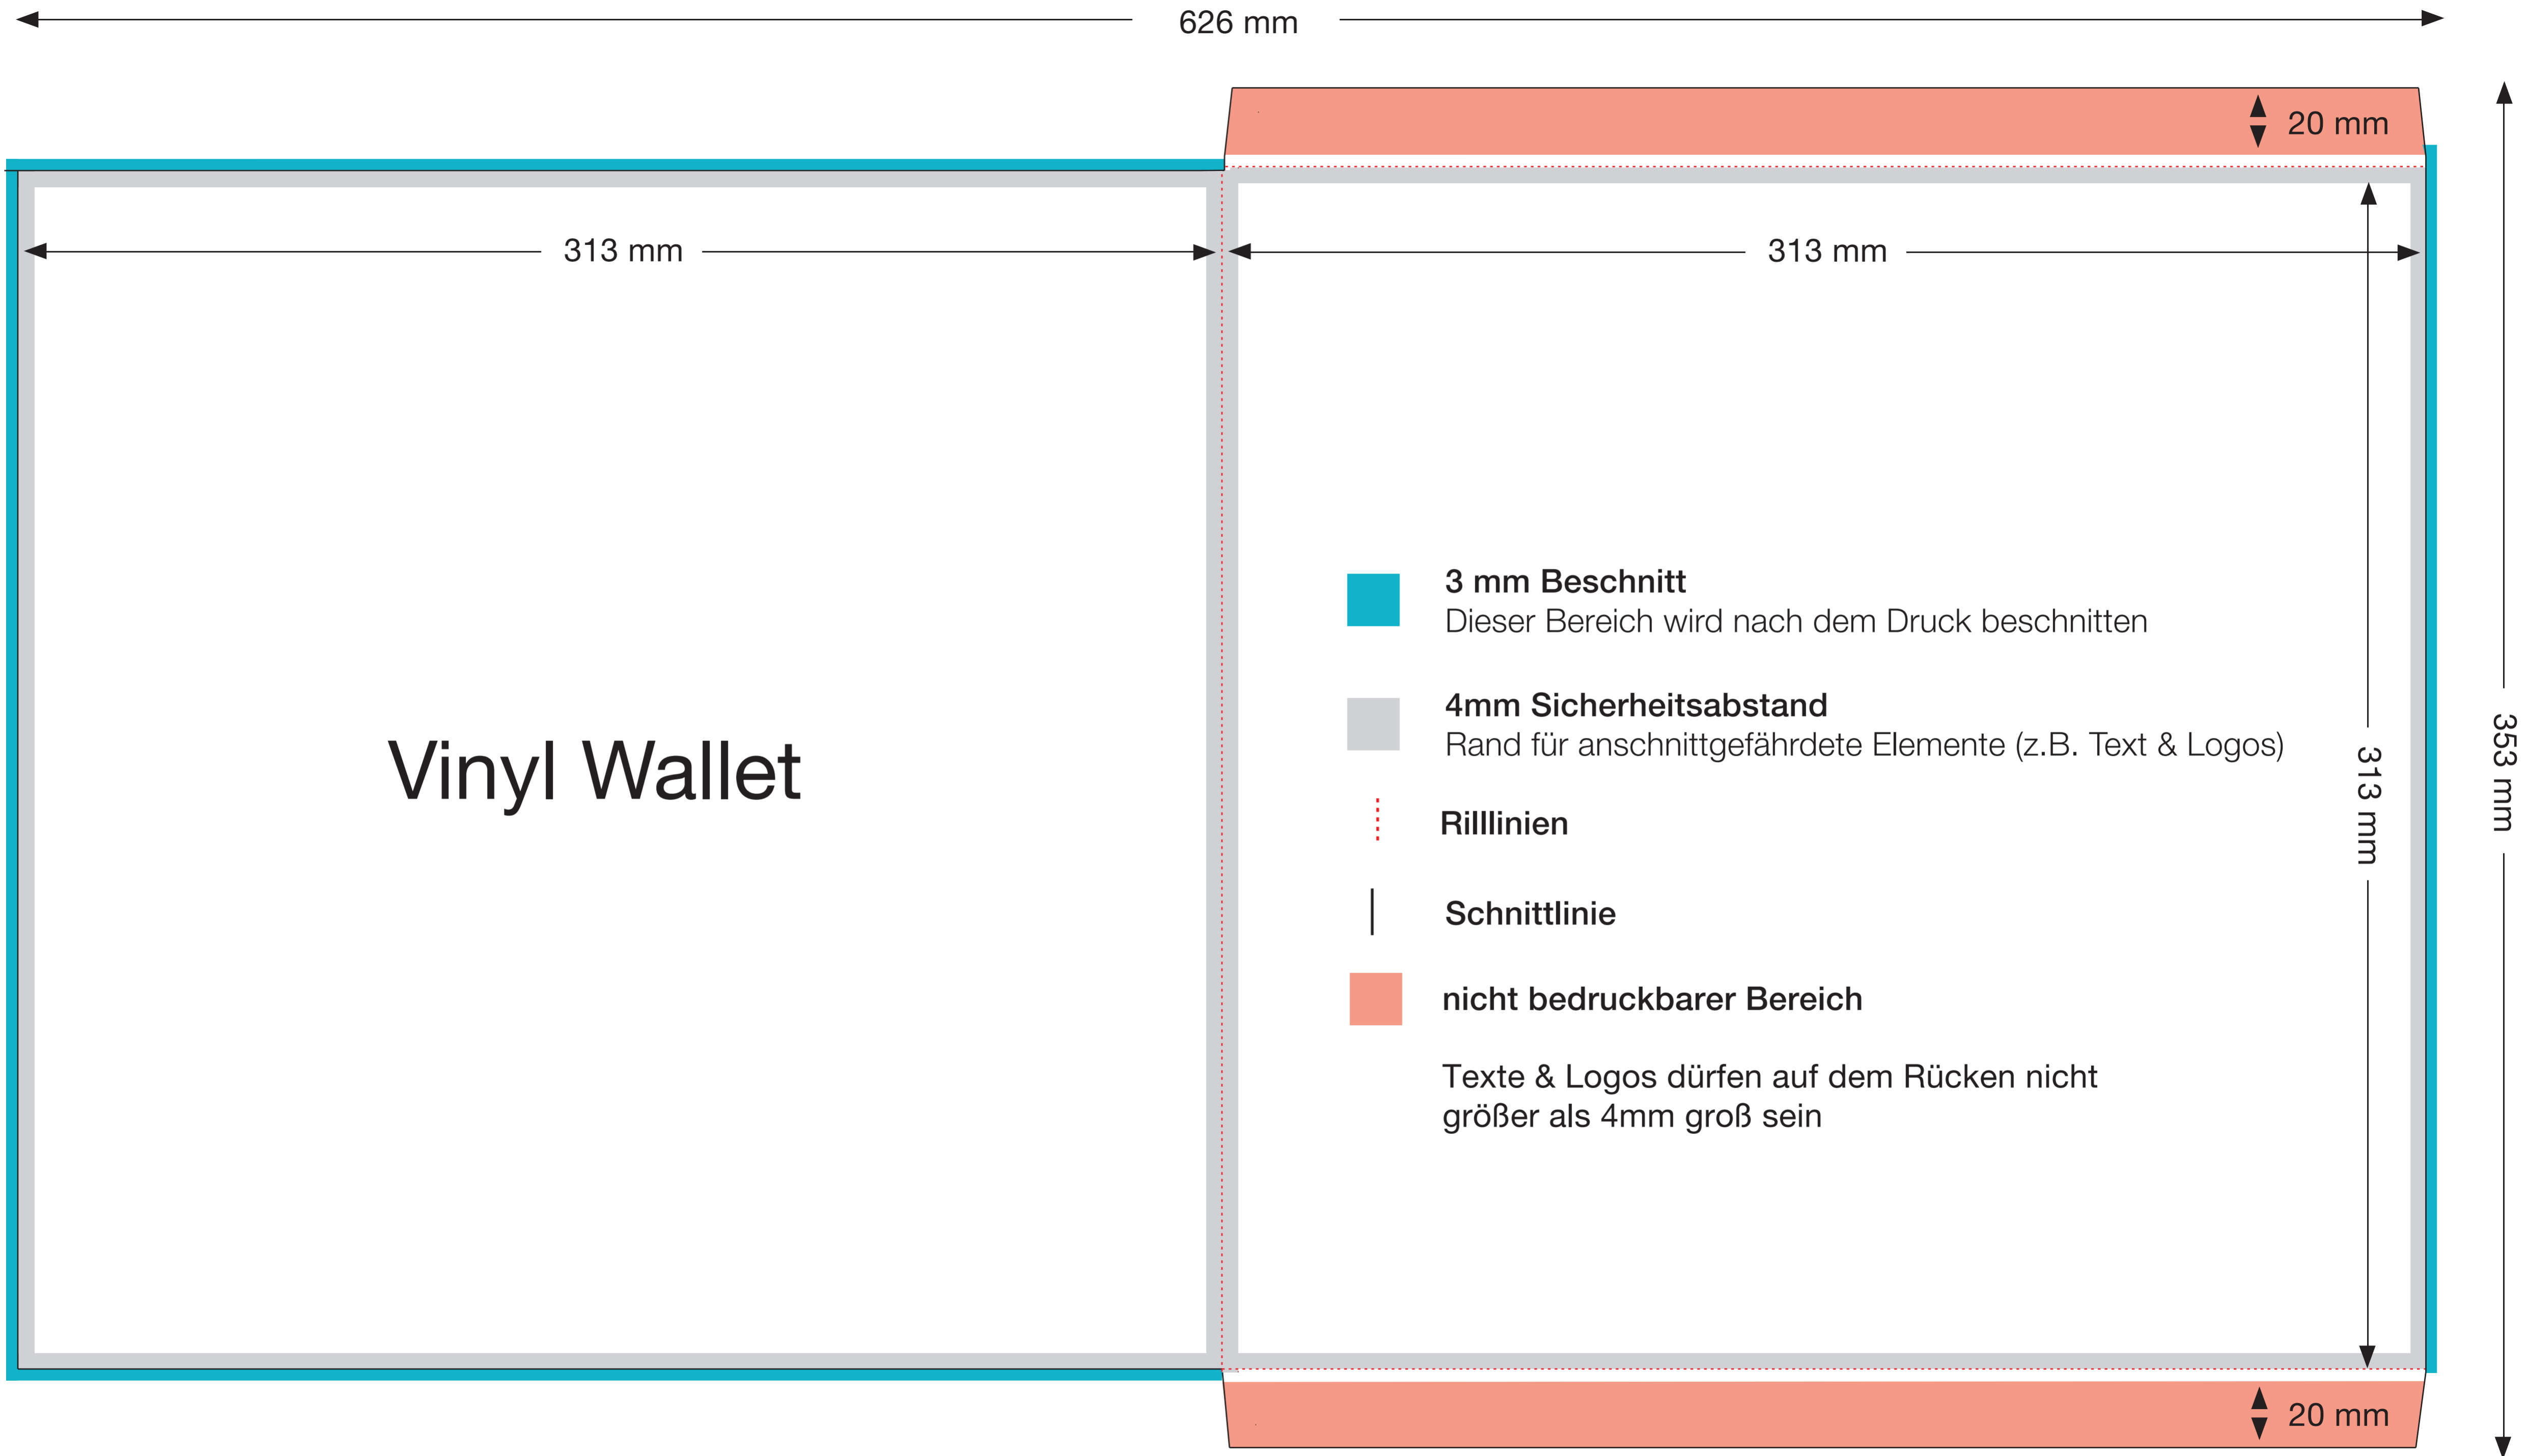 626 mm
20 mm
313 mm
313 mm
3 mm Beschnitt
Dieser Bereich wird nach dem Druck beschnitten
4mm Sicherheitsabstand
Rand für anschnittgefährdete Elemente (z.B. Text & Logos)
353 mm
313 mm
Vinyl Wallet
Rilllinien
Schnittlinie
nicht bedruckbarer Bereich
Texte & Logos dürfen auf dem Rücken nicht
größer als 4mm groß sein
20 mm